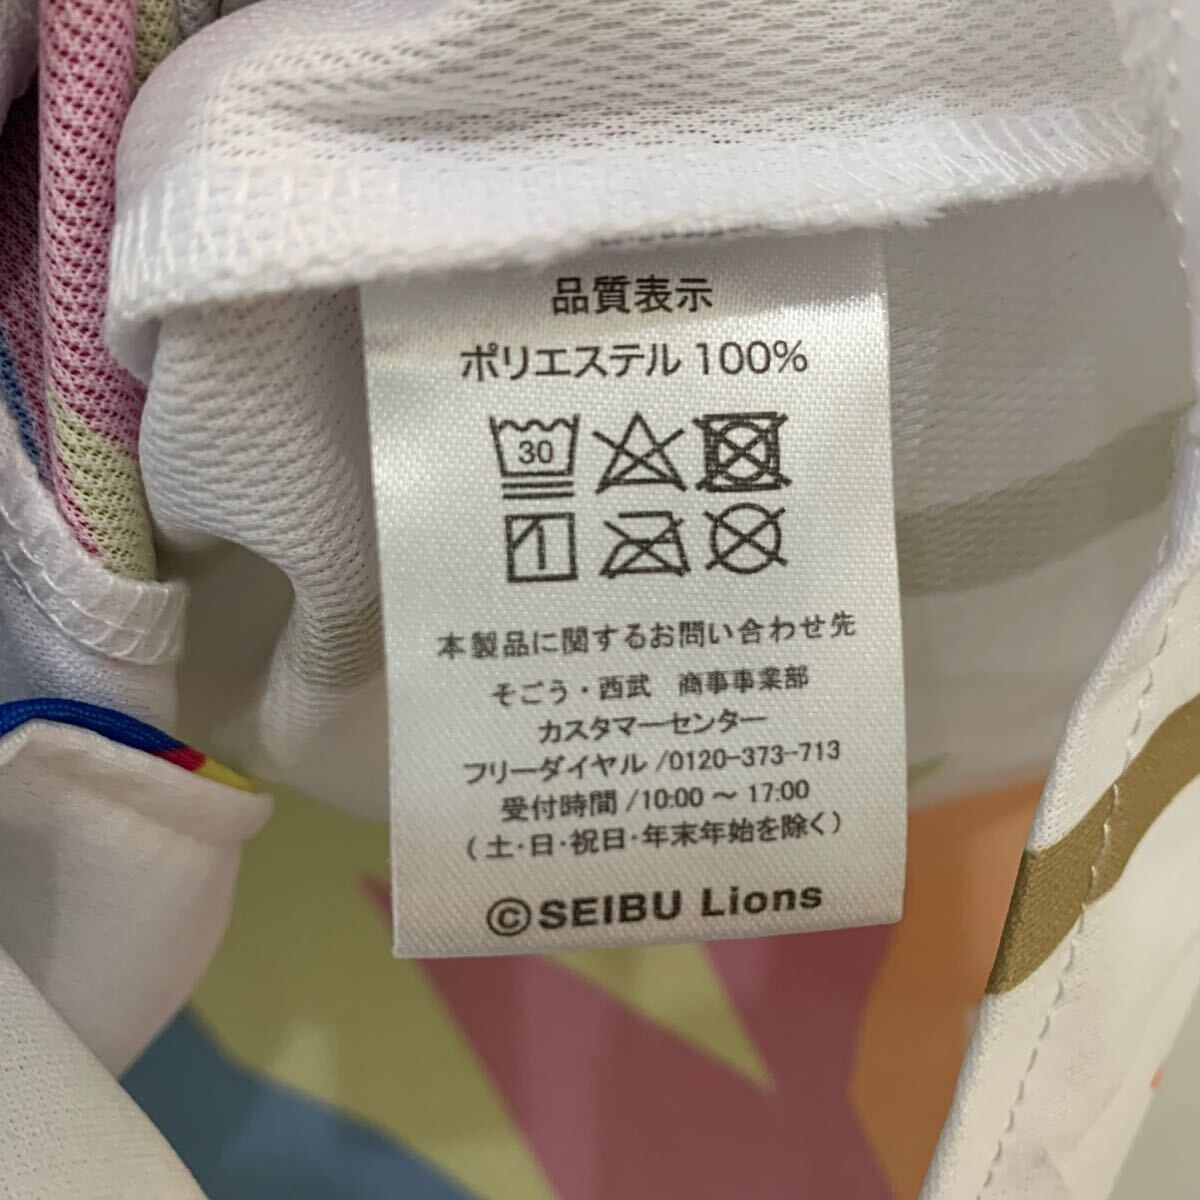 品質表示
ポリエステル 100%
30
本製品に関するお問い合わせ先
そごう・西武 商事事業部
カスタマーセンター
フリーダイヤル /0120-373-713
受付時間 /10:00 〜 17:00
(土・日・祝日・年末年始を除く)
©SEIBU Lions